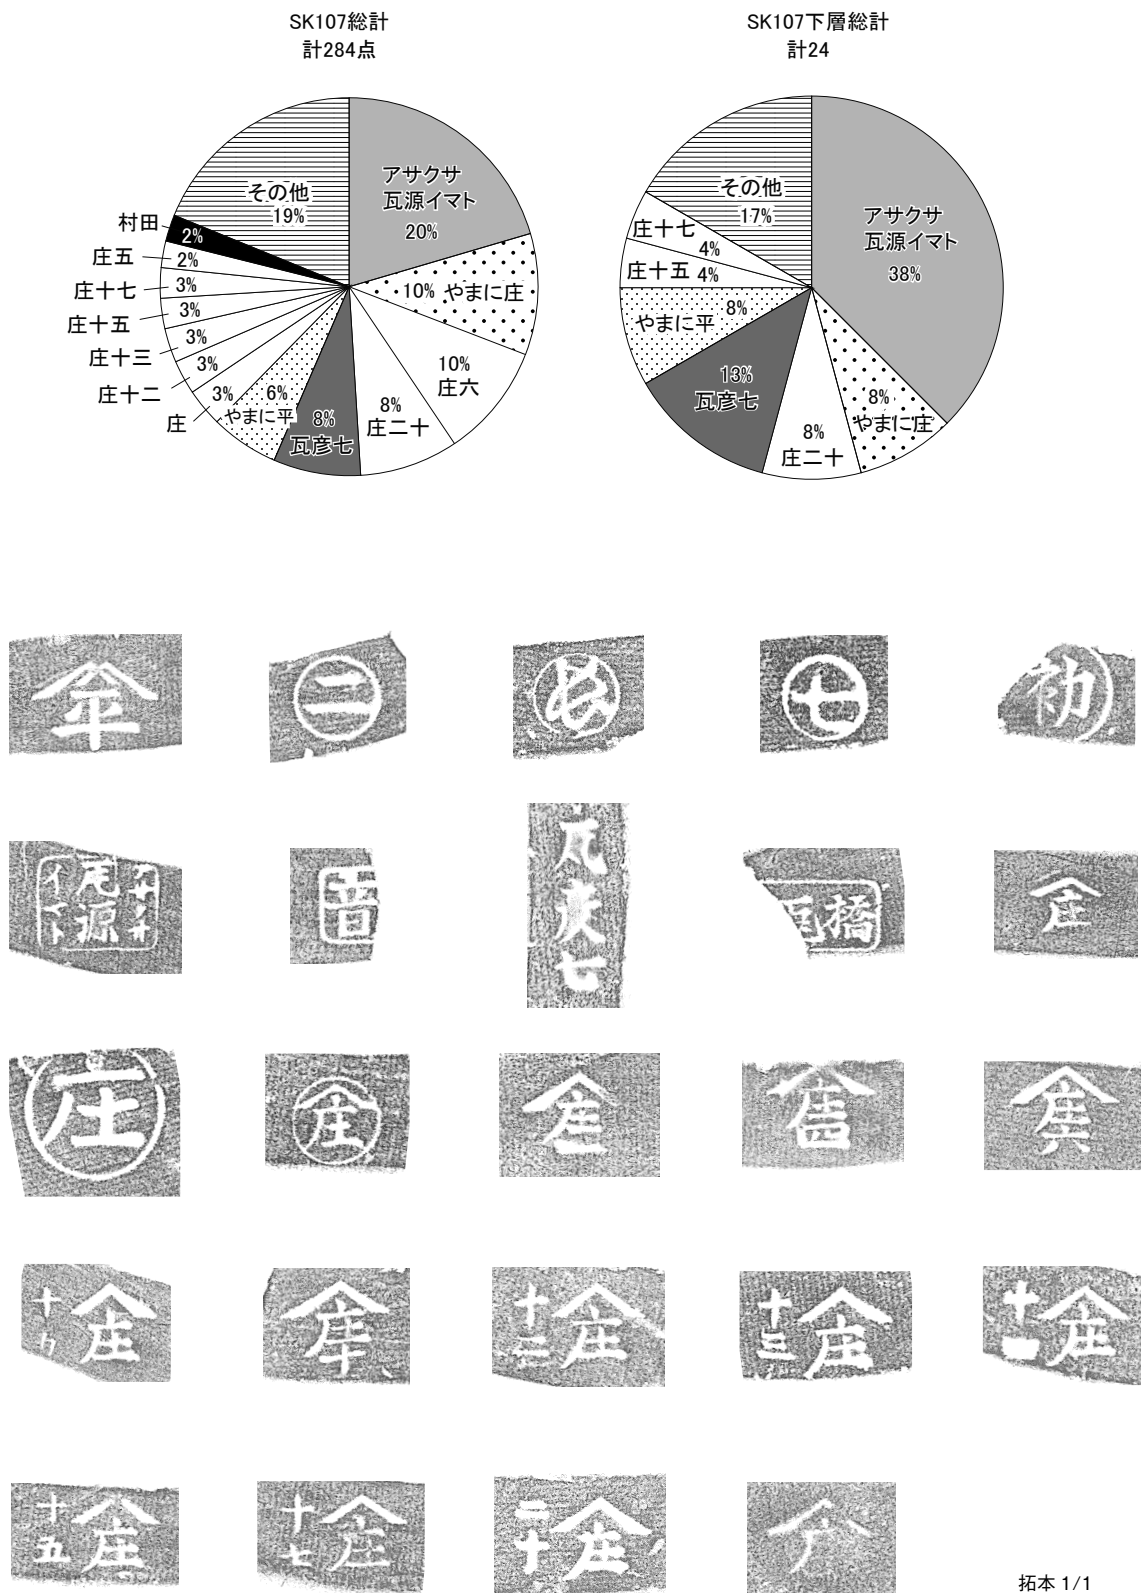 SK107総計
計284点
アサクサ
瓦源イマト
20%
10% やまに庄
10%
庄六
8%
庄二十
8%
瓦彦七
6%
やまに平
3%
庄
3%
庄十二
3%
庄十三
3%
庄十五
3%
庄十七
2%
庄五
2%
村田
その他
19%
SK107下層総計
計24
アサクサ
瓦源イマト
38%
8%
やまに庄
8%
庄二十
13%
瓦彦七
8%
やまに平
庄十五 4%
庄十七
4%
その他
17%
平
二
七
アサクサ
瓦源
イマト
瓦彦七
橋
庄
庄
庄
庄
十二
庄
十三
庄
十一
庄
十五
庄
十七
庄
二十
庄
拓本 1/1